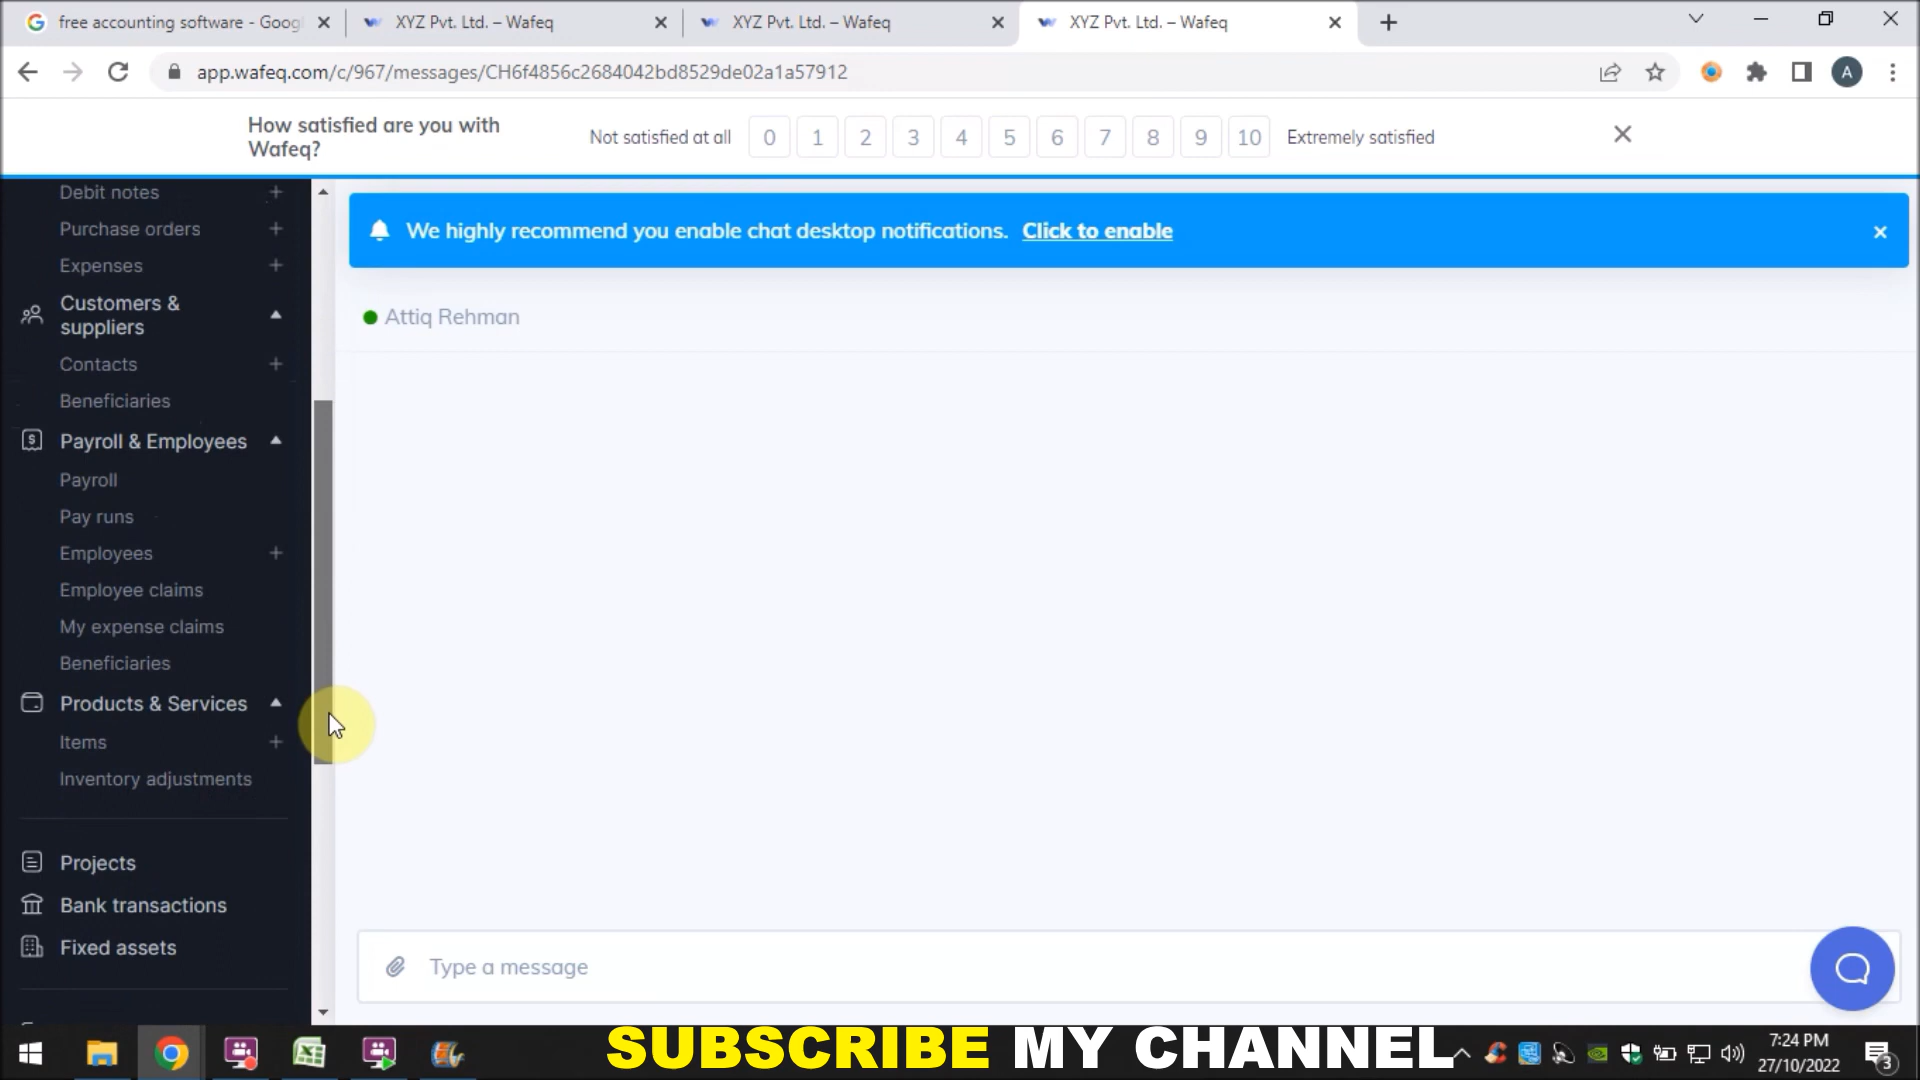 free accounting software - Goog
XYZ Pvt. Ltd. – Wafeq
XYZ Pvt. Ltd. – Wafeq
XYZ Pvt. Ltd. – Wafeq
app.wafeq.com/c/967/messages/CH6f4856c2684042bd8529de02a1a57912
A
How satisfied are you with
Wafeq?
Not satisfied at all 0 1 2 3 4 5 6 7 8 9 10 Extremely satisfied
Debit notes
Purchase orders
Expenses
Customers &
suppliers
Contacts
Beneficiaries
Payroll & Employees
Payroll
Pay runs
Employees
Employee claims
My expense claims
Beneficiaries
Products & Services
Items
Inventory adjustments
Projects
Bank transactions
Fixed assets
We highly recommend you enable chat desktop notifications. Click to enable
Attiq Rehman
Type a message
SUBSCRIBE MY CHANNEL
7:24 PM
27/10/2022
3